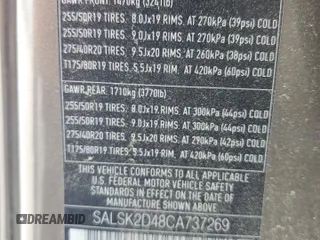 GAWR FRONT: 1470kg (3241lb)
255/50R19 TIRES. 8.0Jx19 RIMS. AT 270kPa (39psi) COLD
255/50R19 TIRES. 9.0Jx19 RIMS. AT 270kPa (39psi) COLD
275/40R20 TIRES. 9.5Jx20 RIMS. AT 260kPa (38psi) COLD
T175/80R19 TIRES. 5.5Jx19 RIM. AT 420kPa (60psi) COLD
GAWR REAR: 1710kg (3770lb)
255/50R19 TIRES. 8.0Jx19 RIMS. AT 300kPa (44psi) COLD
255/50R19 TIRES. 9.0Jx19 RIMS. AT 300kPa (44psi) COLD
275/40R20 TIRES. 9.5Jx20 RIMS. AT 290kPa (42psi) COLD
T175/80R19 TIRES. 5.5Jx19 RIM. AT 420kPa (60psi) COLD
THIS VEHICLE CONFORMS TO ALL APPLICABLE
FEDERAL MOTOR VEHICLE SAFETY
STANDARDS IN EFFECT ON THE DATE OF
MANUFACTURE SHOWN ABOVE
SALSK2D48CA737269
DREAMBID